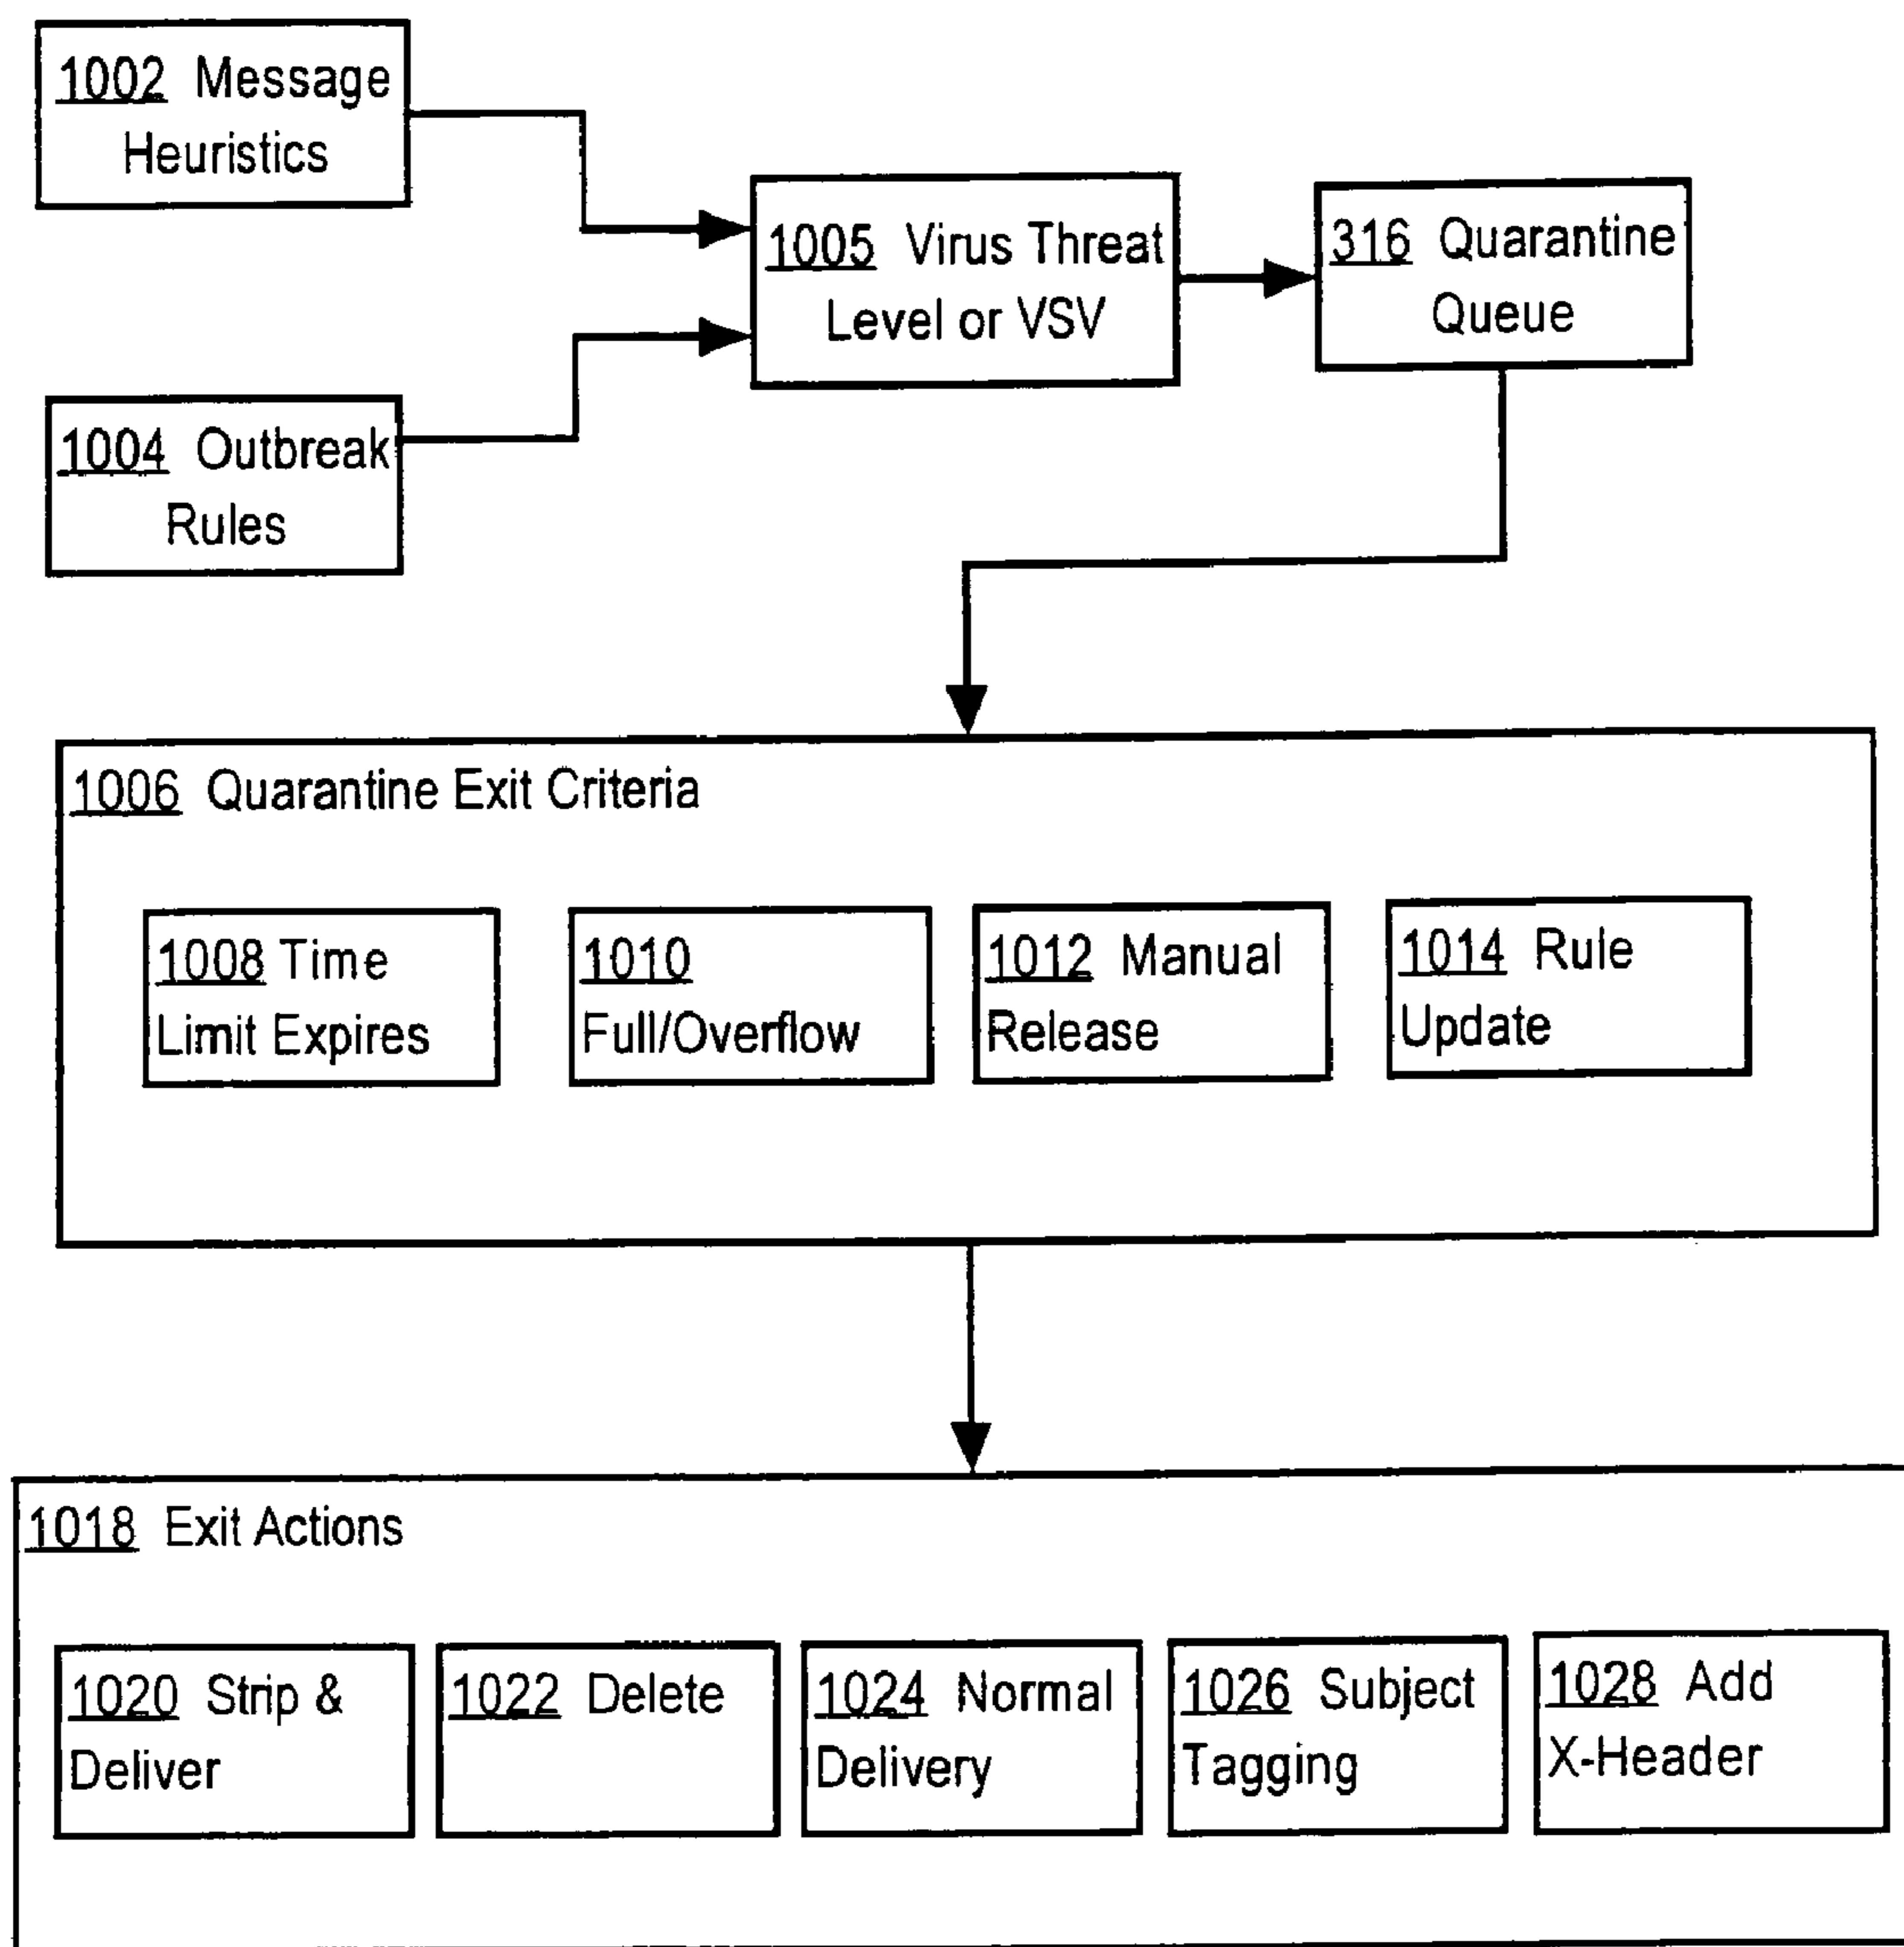 1002 Message
Heuristics
1005 Virus Threat
Level or VSV
316 Quarantine
Queue
1004 Outbreak
Rules
1006 Quarantine Exit Criteria
1008 Time
Limit Expires
1010
Full/Overflow
1012 Manual
Release
1014 Rule
Update
1018 Exit Actions
1020 Strip &
Deliver
1022 Delete
1024 Normal
Delivery
1026 Subject
Tagging
1028 Add
X-Header